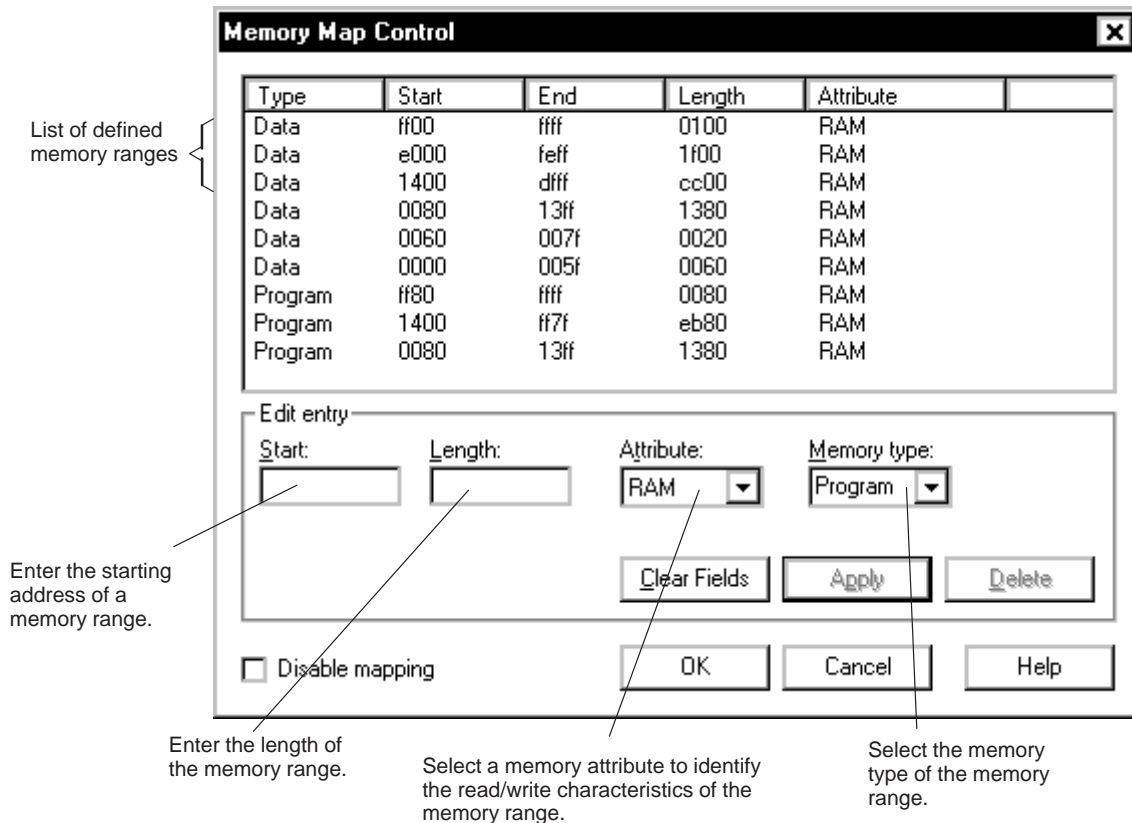 Memory Map Control
Type Start End Length Attribute
List of defined
memory ranges
Data ff00 ffff 0100 RAM
Data e000 feff 1f00 RAM
Data 1400 dfff cc00 RAM
Data 0080 13ff 1380 RAM
Data 0060 007f 0020 RAM
Data 0000 005f 0060 RAM
Program ff80 ffff 0080 RAM
Program 1400 ff7f eb80 RAM
Program 0080 13ff 1380 RAM
Edit entry
Start: Length: Attribute: Memory type:
RAM Program
Enter the starting
address of a
memory range.
Clear Fields Apply Delete
Disable mapping OK Cancel Help
Enter the length of
the memory range.
Select a memory attribute to identify
the read/write characteristics of the
memory range.
Select the memory
type of the memory
range.